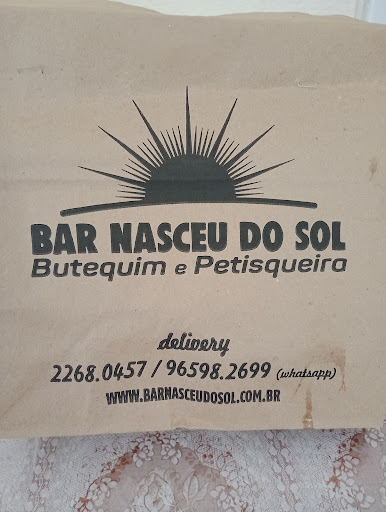 BAR NASCEU DO SOL
Butequim e Petisqueira
delivery
2268.0457 / 96598.2699 (whatsapp)
WWW.BARNASCEUDOSOL.COM.BR